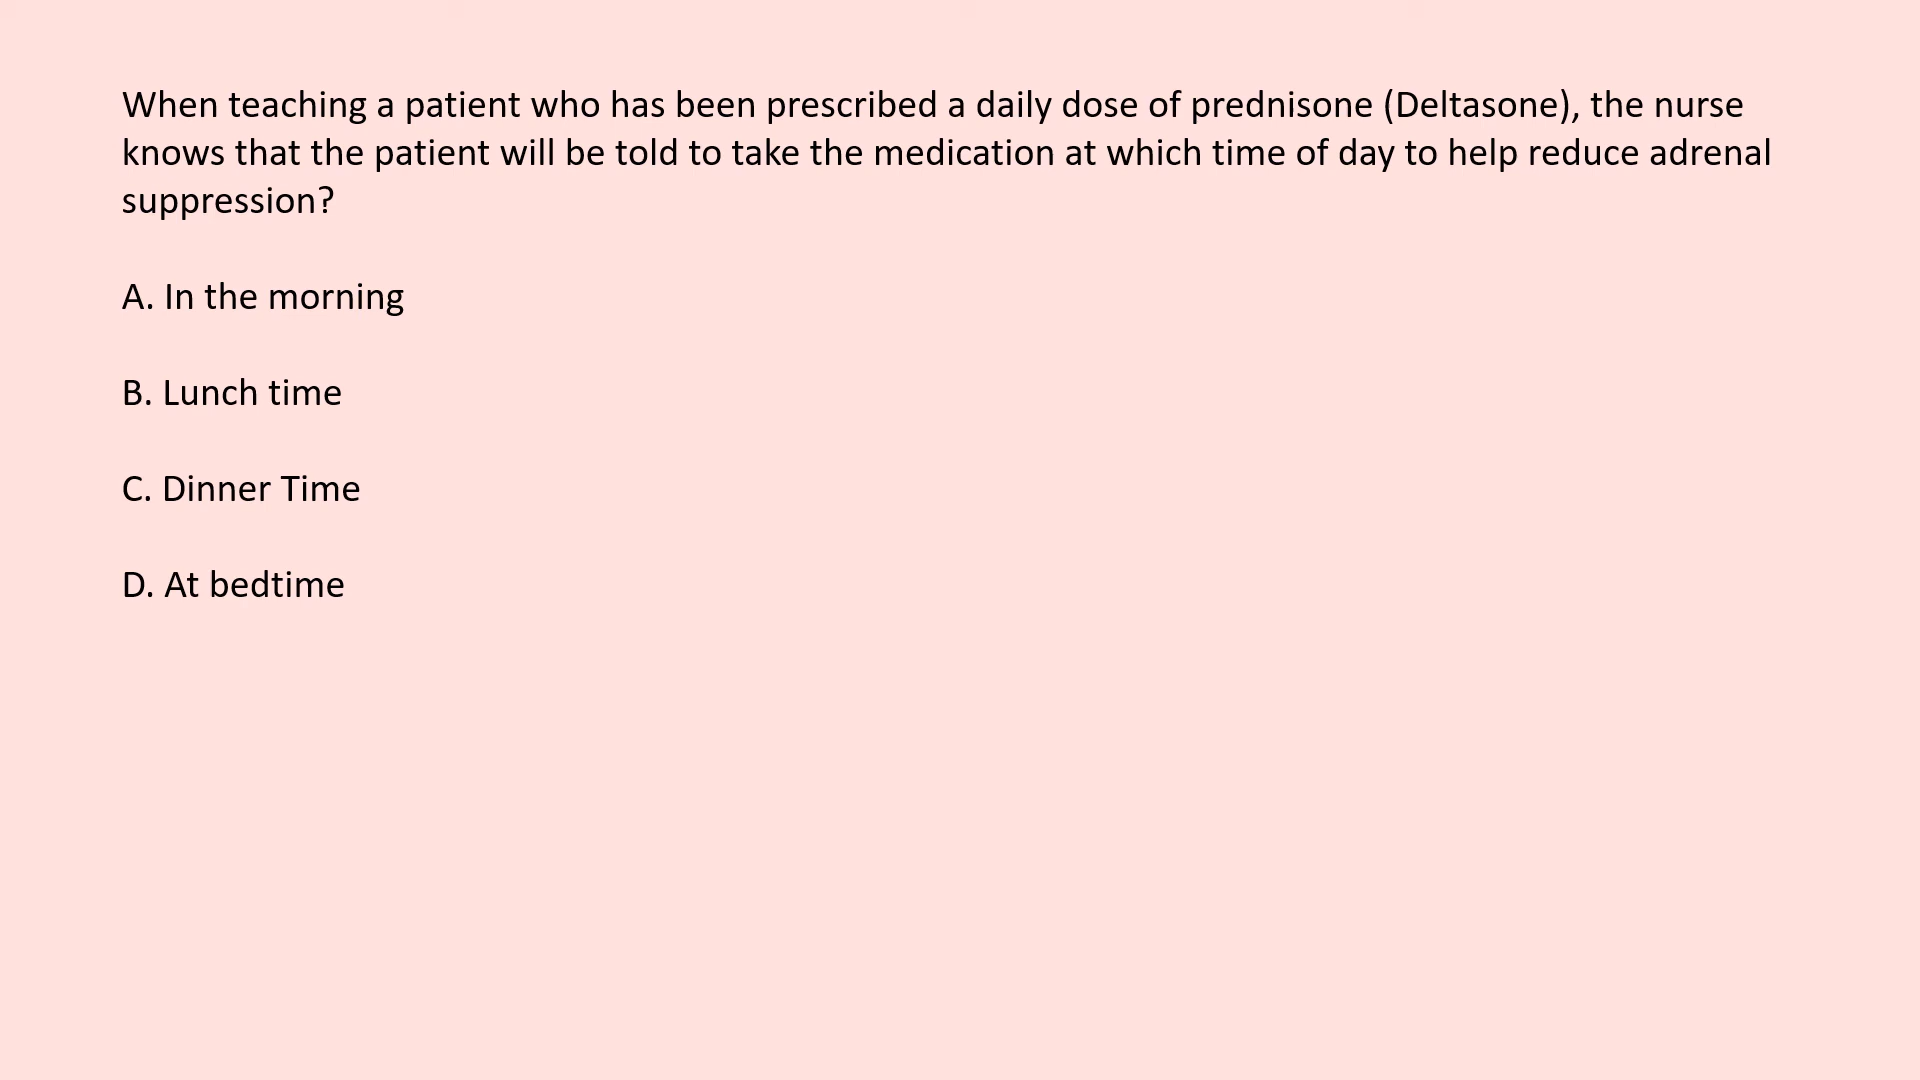 When teaching a patient who has been prescribed a daily dose of prednisone (Deltasone), the nurse
knows that the patient will be told to take the medication at which time of day to help reduce adrenal
suppression?
A. In the morning
B. Lunch time
C. Dinner Time
D. At bedtime